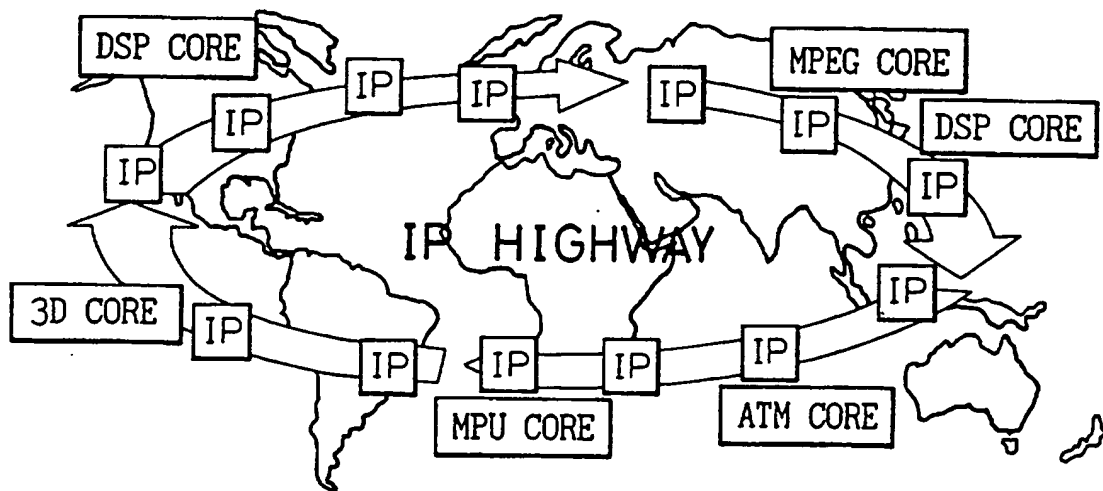 DSP CORE
MPEG CORE
IP
IP
IP
IP
IP
DSP CORE
IP
IP
IP HIGHWAY
IP
3D CORE
IP
IP
IP
IP
IP
MPU CORE
ATM CORE